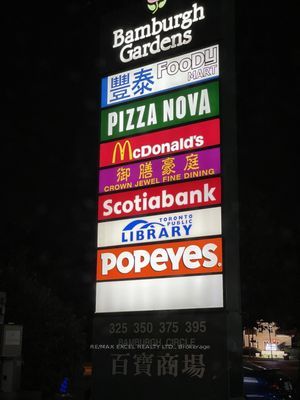 Bamburgh
Gardens
豐泰 FOODY
MART
PIZZA NOVA
McDonald's
御膳豪庭
CROWN JEWEL FINE DINING
Scotiabank
TORONTO
PUBLIC
LIBRARY
POPEYES
325 350 375 395
BAMBURGH CIRCLE
RE/MAX EXCEL REALTY LTD., Brokerage
百寶商場